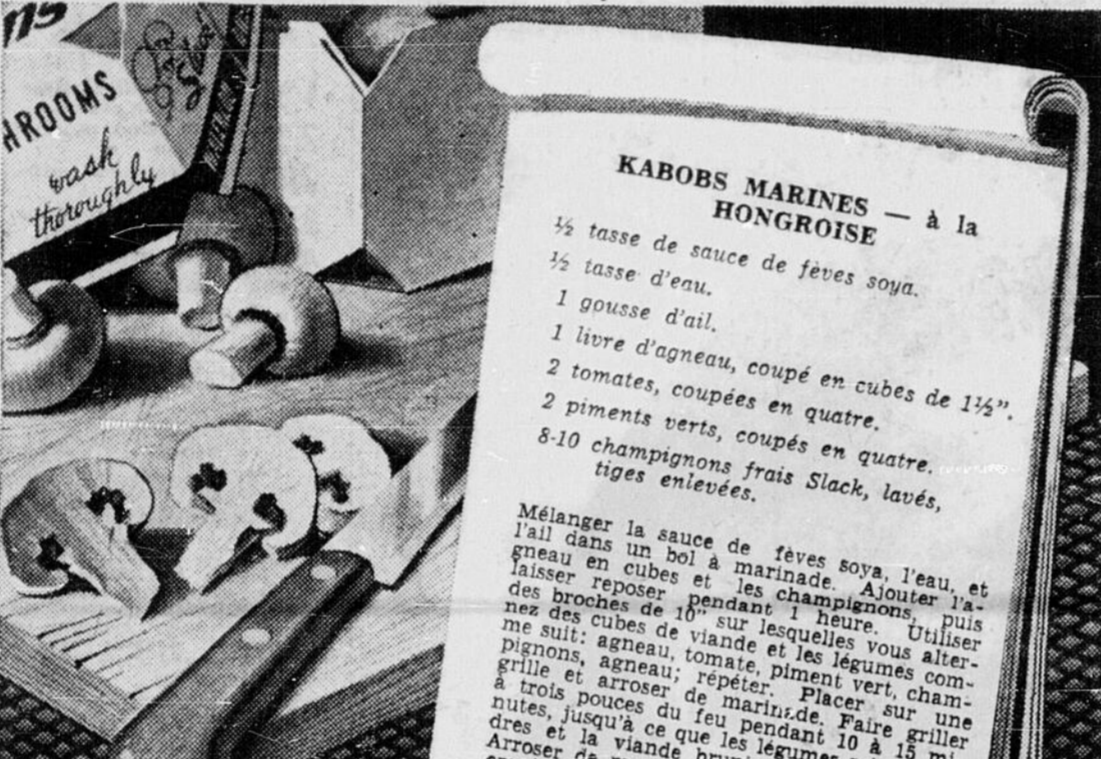 ns
HROOMS
wash
thoroughly
KABOBS MARINES — à la
HONGROISE
½ tasse de sauce de fèves soya.
½ tasse d'eau.
1 gousse d'ail.
1 livre d'agneau, coupé en cubes de 1½".
2 tomates, coupées en quatre.
2 piments verts, coupés en quatre.
8-10 champignons frais Slack, lavés,
tiges enlevées.
Mélanger la sauce de fèves soya, l'eau, et
l'ail dans un bol à marinade. Ajouter l'a-
gneau en cubes et les champignons, puis
laisser reposer pendant 1 heure. Utiliser
des broches de 10" sur lesquelles vous alter-
nez des cubes de viande et les légumes com-
me suit: agneau, tomate, piment vert, cham-
pignons, agneau; répéter. Placer sur une
grille et arroser de marinade. Faire griller
à trois pouces du feu pendant 10 à 15 mi-
nutes, jusqu'à ce que les légumes
dres et la viande
Arroser de